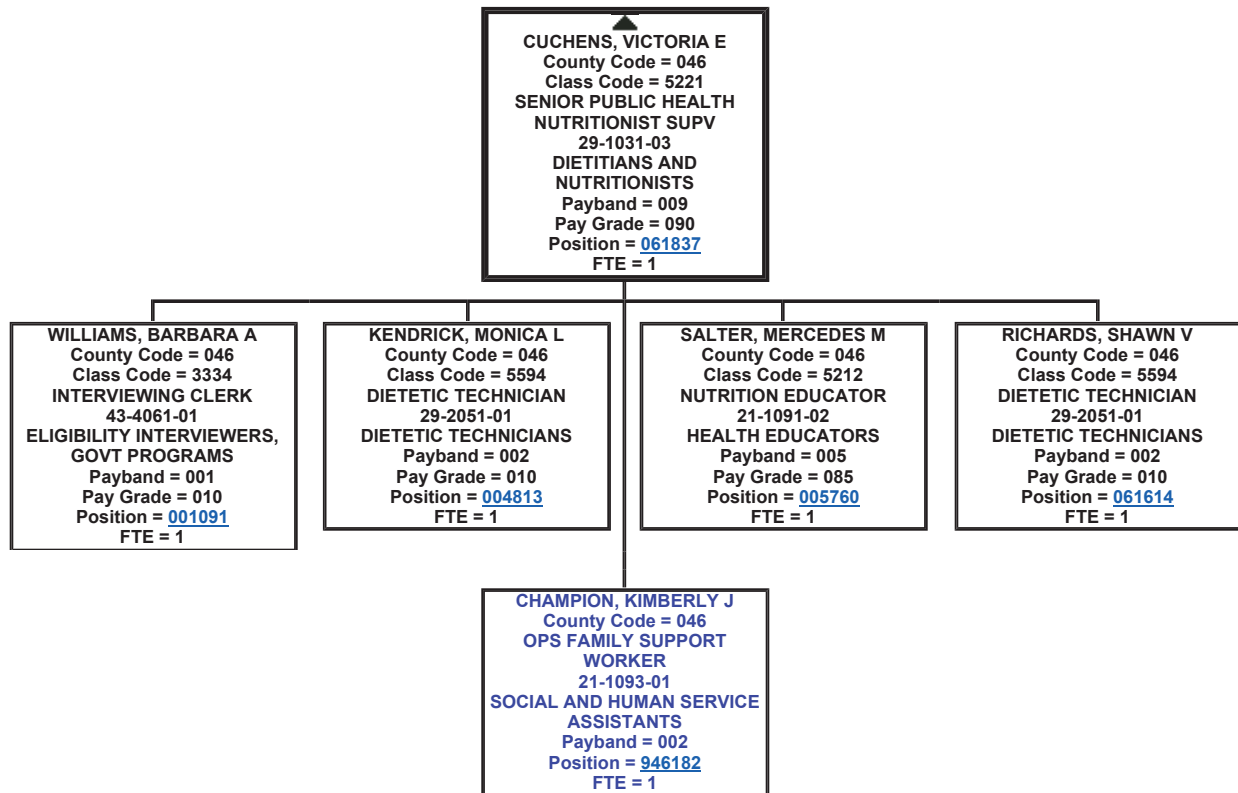 CUCHENS, VICTORIA E
County Code = 046
Class Code = 5221
SENIOR PUBLIC HEALTH
NUTRITIONIST SUPV
29-1031-03
DIETITIANS AND
NUTRITIONISTS
Payband = 009
Pay Grade = 090
Position = 061837
FTE = 1
WILLIAMS, BARBARA A
County Code = 046
Class Code = 3334
INTERVIEWING CLERK
43-4061-01
ELIGIBILITY INTERVIEWERS,
GOVT PROGRAMS
Payband = 001
Pay Grade = 010
Position = 001091
FTE = 1
KENDRICK, MONICA L
County Code = 046
Class Code = 5594
DIETETIC TECHNICIAN
29-2051-01
DIETETIC TECHNICIANS
Payband = 002
Pay Grade = 010
Position = 004813
FTE = 1
SALTER, MERCEDES M
County Code = 046
Class Code = 5212
NUTRITION EDUCATOR
21-1091-02
HEALTH EDUCATORS
Payband = 005
Pay Grade = 085
Position = 005760
FTE = 1
RICHARDS, SHAWN V
County Code = 046
Class Code = 5594
DIETETIC TECHNICIAN
29-2051-01
DIETETIC TECHNICIANS
Payband = 002
Pay Grade = 010
Position = 061614
FTE = 1
CHAMPION, KIMBERLY J
County Code = 046
OPS FAMILY SUPPORT
WORKER
21-1093-01
SOCIAL AND HUMAN SERVICE
ASSISTANTS
Payband = 002
Position = 946182
FTE = 1